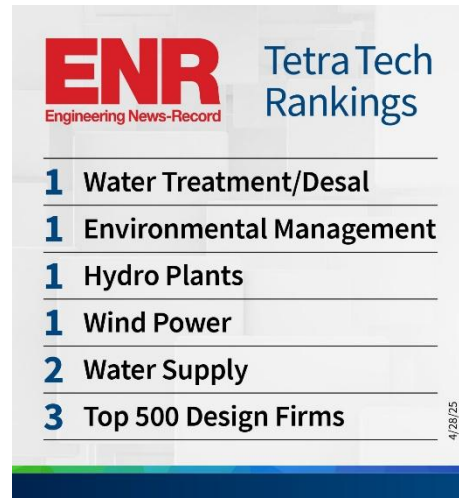 ENR
Engineering News-Record
Tetra Tech
Rankings
1 Water Treatment/Desal
1 Environmental Management
1 Hydro Plants
1 Wind Power
2 Water Supply
3 Top 500 Design Firms
4/28/25